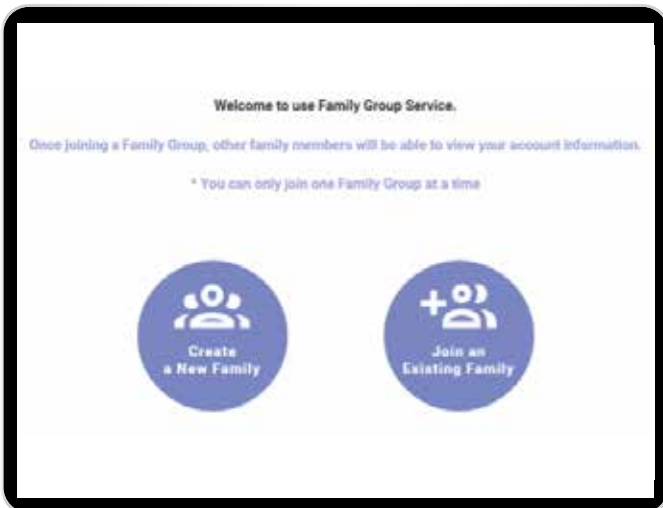 Welcome to use Family Group Service.
Once joining a Family Group, other family members will be able to view your account information.
* You can only join one Family Group at a time
Create
a New Family
Join an
Existing Family